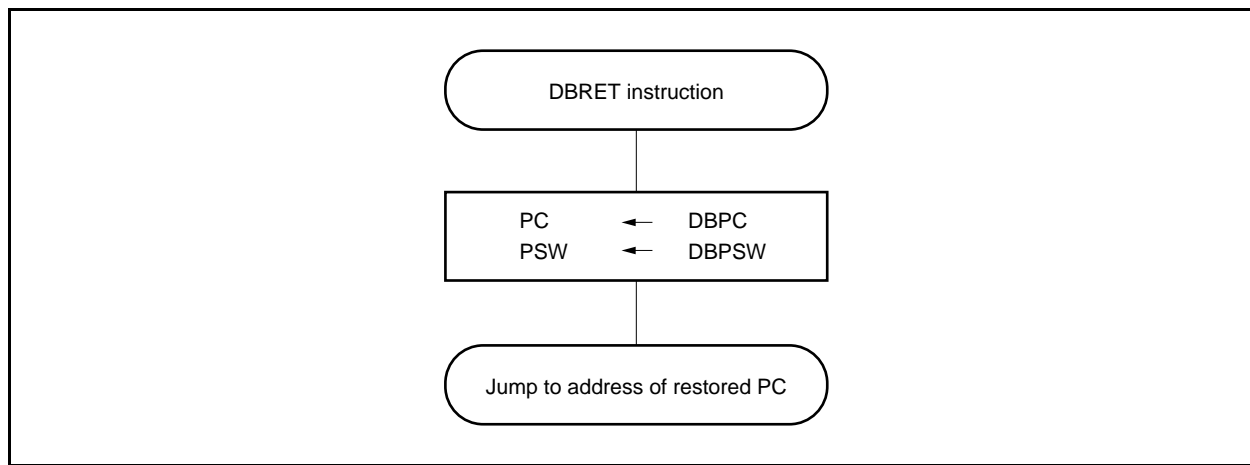 DBRET instruction
PC ← DBPC
PSW ← DBPSW
Jump to address of restored PC